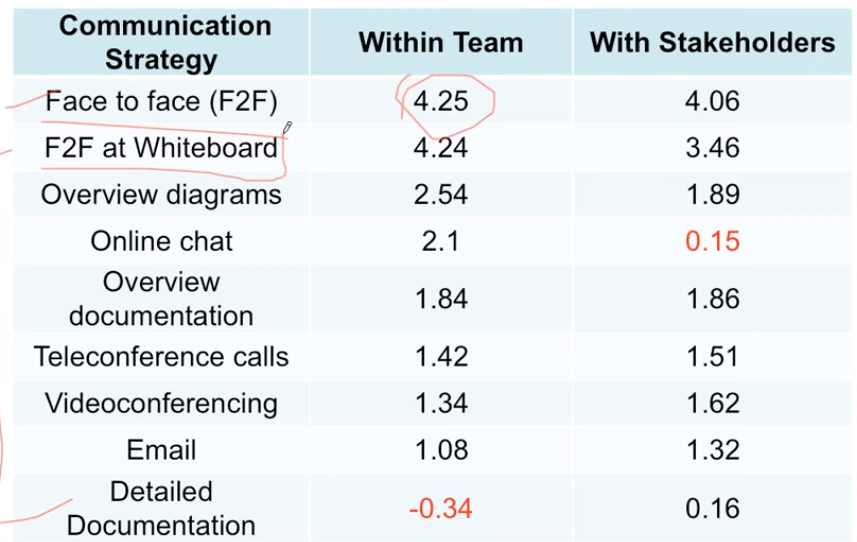 Communication Strategy Within Team With Stakeholders
Face to face (F2F) 4.25 4.06
F2F at Whiteboard 4.24 3.46
Overview diagrams 2.54 1.89
Online chat 2.1 0.15
Overview documentation 1.84 1.86
Teleconference calls 1.42 1.51
Videoconferencing 1.34 1.62
Email 1.08 1.32
Detailed Documentation -0.34 0.16